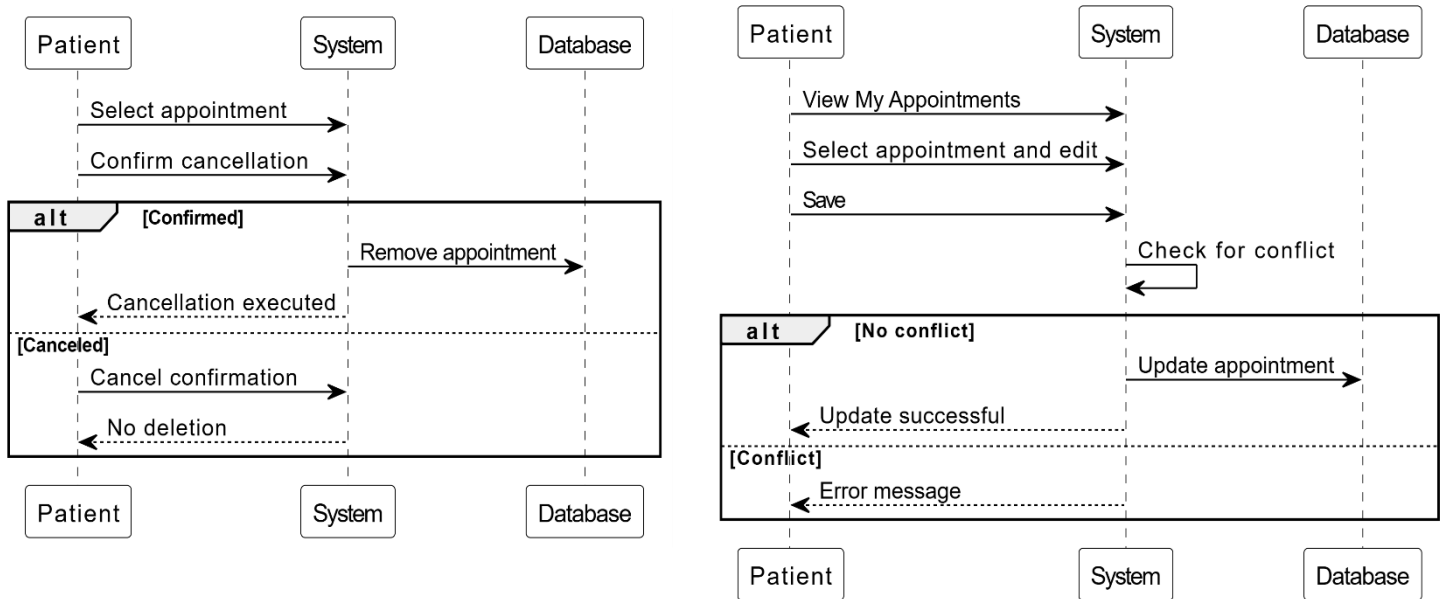 Patient
System
Database
Select appointment
Confirm cancellation
alt
[Confirmed]
Remove appointment
Cancellation executed
[Canceled]
Cancel confirmation
No deletion
Patient
System
Database
Patient
System
Database
View My Appointments
Select appointment and edit
Save
Check for conflict
alt
[No conflict]
Update appointment
Update successful
[Conflict]
Error message
Patient
System
Database